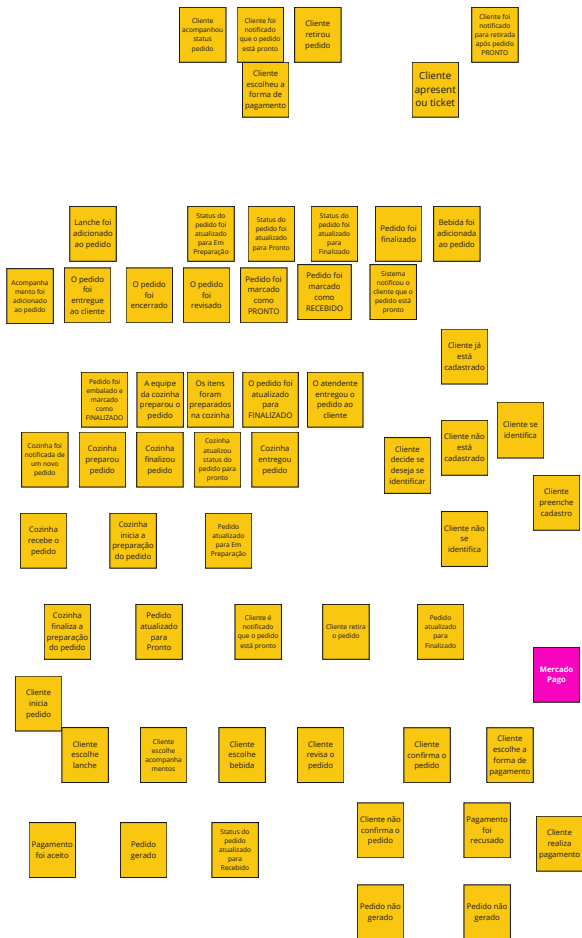 Cliente
acompanhou
status
pedido
Cliente foi
notificado
que o pedido
está pronto
Cliente
retirou
pedido
Cliente foi
notificado
para retirada
após pedido
PRONTO
Cliente
escolheu a
forma de
pagamento
Cliente
apresent
ou ticket
Lanche foi
adicionado
ao pedido
Status do
pedido foi
atualizado
para Em
Preparação
Status do
pedido foi
atualizado
para Pronto
Status do
pedido foi
atualizado
para
Finalizado
Pedido foi
finalizado
Bebida foi
adicionada
ao pedido
Acompanha
mento foi
adicionado
ao pedido
O pedido
foi
entregue
ao cliente
O pedido
foi
encerrado
O pedido
foi
revisado
Pedido foi
marcado
como
PRONTO
Pedido foi
marcado
como
RECEBIDO
Sistema
notificou o
cliente que o
pedido está
pronto
Cliente já
está
cadastrado
Pedido foi
embalado e
marcado
como
FINALIZADO
A equipe
da cozinha
preparou o
pedido
Os itens
foram
preparados
na cozinha
O pedido foi
atualizado
para
FINALIZADO
O atendente
entregou o
pedido ao
cliente
Cliente se
identifica
Cliente não
está
cadastrado
Cozinha foi
notificada de
um novo
pedido
Cozinha
preparou
pedido
Cozinha
finalizou
pedido
Cozinha
atualizou
status do
pedido para
pronto
Cozinha
entregou
pedido
Cliente
decide se
deseja se
identificar
Cliente
preenche
cadastro
Cozinha
recebe o
pedido
Cozinha
inicia a
preparação
do pedido
Pedido
atualizado
para Em
Preparação
Cliente não
se
identifica
Cozinha
finaliza a
preparação
do pedido
Pedido
atualizado
para
Pronto
Cliente é
notificado
que o pedido
está pronto
Cliente retira
o pedido
Pedido
atualizado
para
Finalizado
Mercado
Pago
Cliente
inicia
pedido
Cliente
escolhe
lanche
Cliente
escolhe
acompanha
mentos
Cliente
escolhe
bebida
Cliente
revisa o
pedido
Cliente
confirma o
pedido
Cliente
escolhe a
forma de
pagamento
Cliente não
confirma o
pedido
Pagamento
foi
recusado
Cliente
realiza
pagamento
Pagamento
foi aceito
Pedido
gerado
Status do
pedido
atualizado
para
Recebido
Pedido não
gerado
Pedido não
gerado